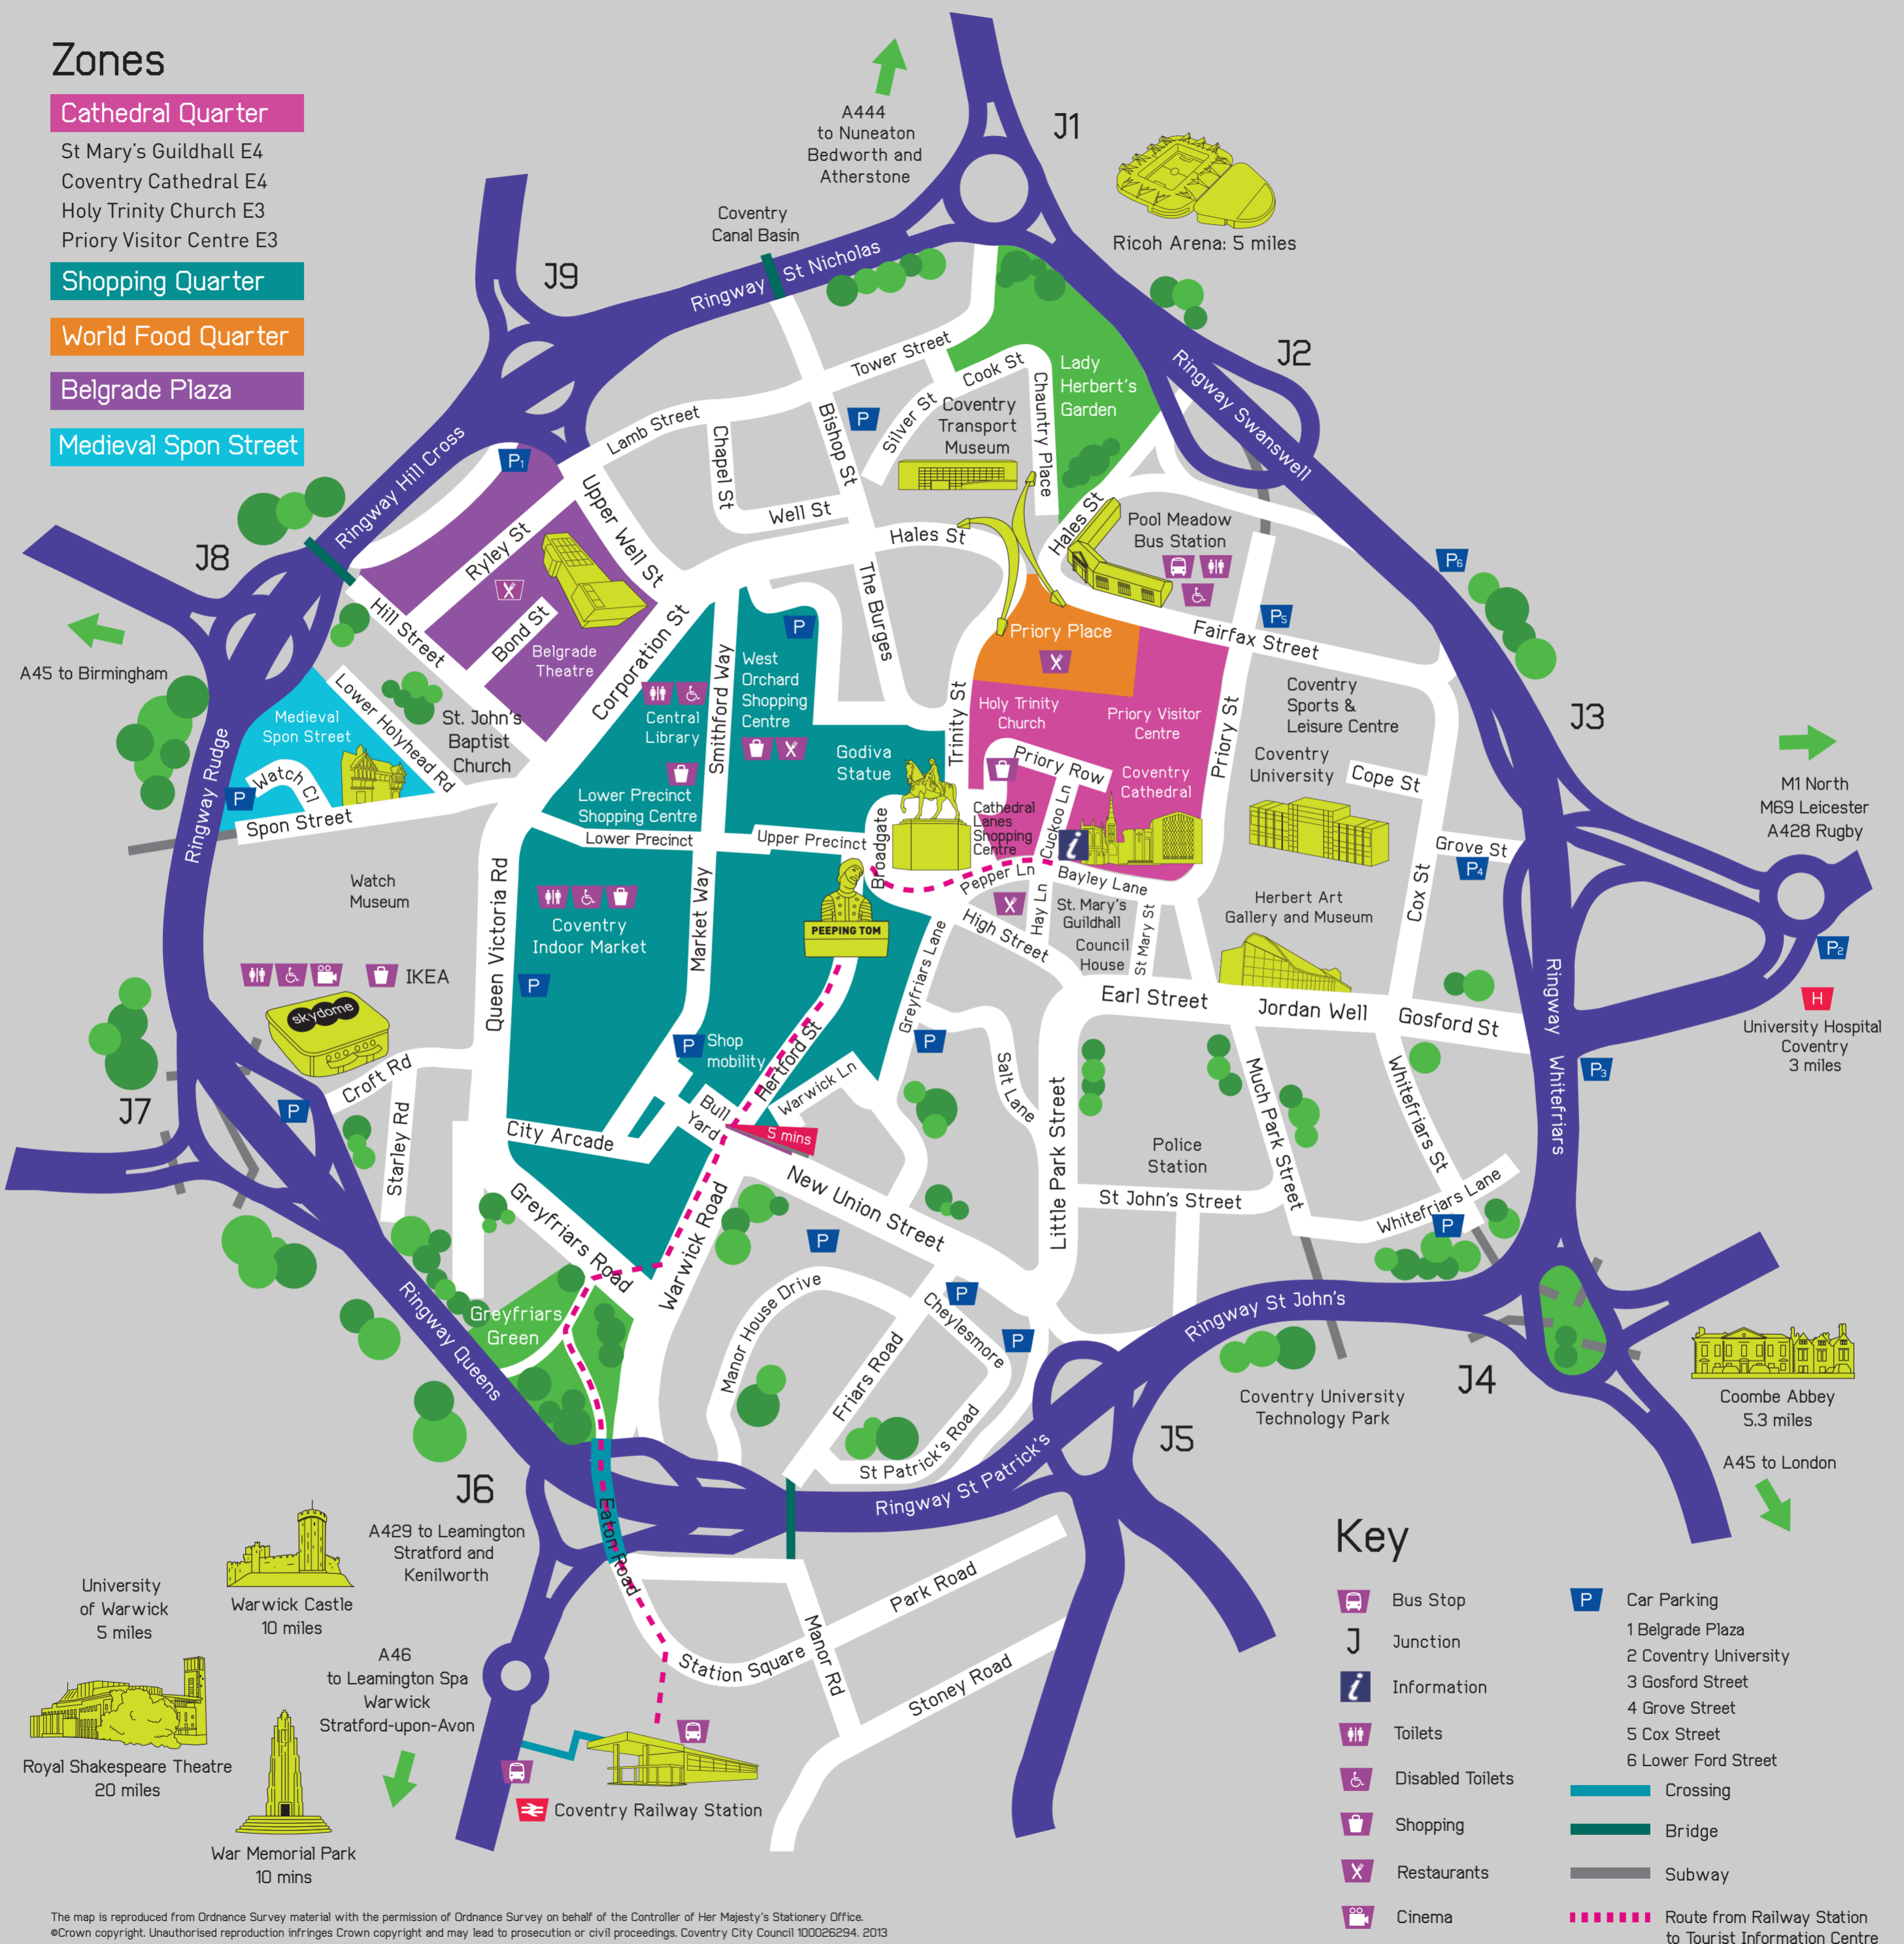 Zones
Cathedral Quarter
St Mary's Guildhall E4
Coventry Cathedral E4
Holy Trinity Church E3
Priory Visitor Centre E3
Shopping Quarter
World Food Quarter
Belgrade Plaza
Medieval Spon Street
A444
to Nuneaton
Bedworth and
Atherstone
J1
Ricoh Arena: 5 miles
Coventry
Canal Basin
J9
Ringway St Nicholas
J2
Ringway Swanswell
Tower Street
Cook St
Lady
Herbert's
Garden
Chauntry Place
Silver St
Coventry
Transport
Museum
P
Bishop St
Lamb Street
Chapel St
Well St
Ringway Hill Cross
P1
Upper Well St
Ryley St
Bond St
Hill Street
Belgrade
Theatre
Hales St
Hales St
Pool Meadow
Bus Station
P6
P5
Fairfax Street
The Burges
Priory Place
J8
A45 to Birmingham
Corporation St
Smithford Way
P
West
Orchard
Shopping
Centre
Central
Library
Lower Precinct
Shopping Centre
Lower Holyhead Rd
St. John's
Baptist
Church
Medieval
Spon Street
Watch Cl
P
Spon Street
Ringway Rudge
Trinity St
Holy Trinity
Church
Priory Visitor
Centre
Priory St
Priory Row
Coventry
Cathedral
Cuckoo Ln
Cathedral
Lanes
Shopping
Centre
i
Godiva
Statue
Broadgate
Coventry
Sports &
Leisure Centre
Coventry
University
Cope St
Grove St
P4
Cox St
J3
M1 North
M69 Leicester
A428 Rugby
P2
H
University Hospital
Coventry
3 miles
P3
Lower Precinct
Upper Precinct
PEEPING TOM
Pepper Ln
Bayley Lane
Hay Ln
St. Mary's
Guildhall
St Mary St
Council
House
High Street
Herbert Art
Gallery and Museum
Earl Street
Jordan Well
Gosford St
Ringway Whitefriars
Watch
Museum
IKEA
skydome
Queen Victoria Rd
Coventry
Indoor Market
P
Market Way
P
Shop
mobility
Hertford St
Warwick Ln
Greyfriars Lane
P
Salt Lane
Little Park Street
Much Park Street
Whitefriars St
Whitefriars Lane
P
Police
Station
St John's Street
Croft Rd
P
J7
Starley Rd
City Arcade
Bull
Yard
5 mins
New Union Street
P
Greyfriars Road
Warwick Road
Greyfriars
Green
Ringway Queens
Manor House Drive
Cheylesmore
P
P
Friars Road
St Patrick's Road
Ringway St Patrick's
Ringway St John's
J4
J5
Coventry University
Technology Park
Coombe Abbey
5.3 miles
A45 to London
J6
A429 to Leamington
Stratford and
Kenilworth
Eaton Road
Park Road
Station Square
Manor Rd
Stoney Road
Coventry Railway Station
Warwick Castle
10 miles
University
of Warwick
5 miles
A46
to Leamington Spa
Warwick
Stratford-upon-Avon
Royal Shakespeare Theatre
20 miles
War Memorial Park
10 mins
Key
Bus Stop
J Junction
i Information
Toilets
Disabled Toilets
Shopping
Restaurants
Cinema
P Car Parking
1 Belgrade Plaza
2 Coventry University
3 Gosford Street
4 Grove Street
5 Cox Street
6 Lower Ford Street
Crossing
Bridge
Subway
Route from Railway Station
to Tourist Information Centre
The map is reproduced from Ordnance Survey material with the permission of Ordnance Survey on behalf of the Controller of Her Majesty's Stationery Office.
©Crown copyright. Unauthorised reproduction infringes Crown copyright and may lead to prosecution or civil proceedings. Coventry City Council 100026294. 2013